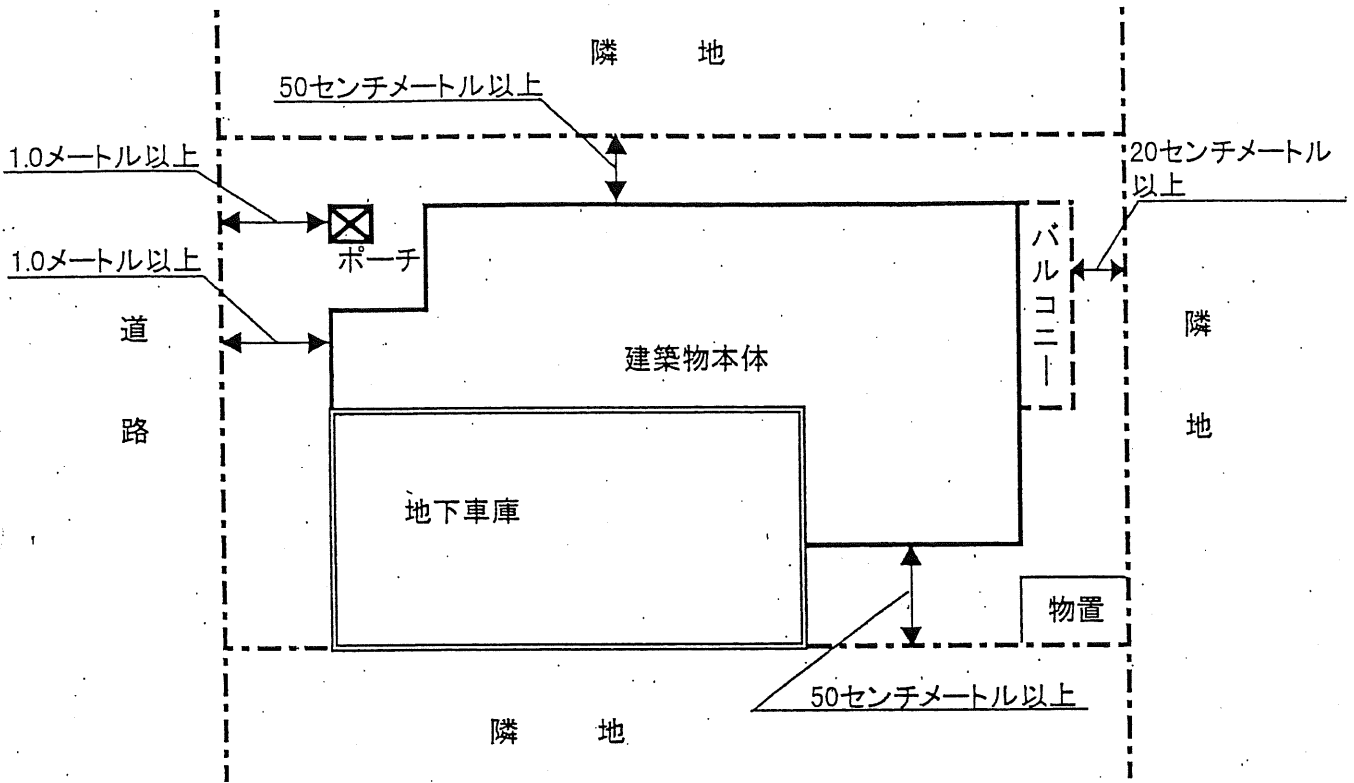 隣地
50センチメートル以上
1.0メートル以上
20センチメートル
以上
ポーチ
バルコニー
1.0メートル以上
道路
建築物本体
隣地
地下車庫
物置
50センチメートル以上
隣地